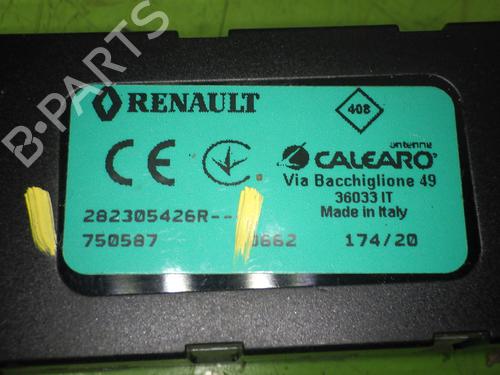 B-PARTS
RENAULT
408
CE
antenne
CALEARO
Via Bacchiglione 49
36033 IT
Made in Italy
282305426R--
750587 0662 174/20